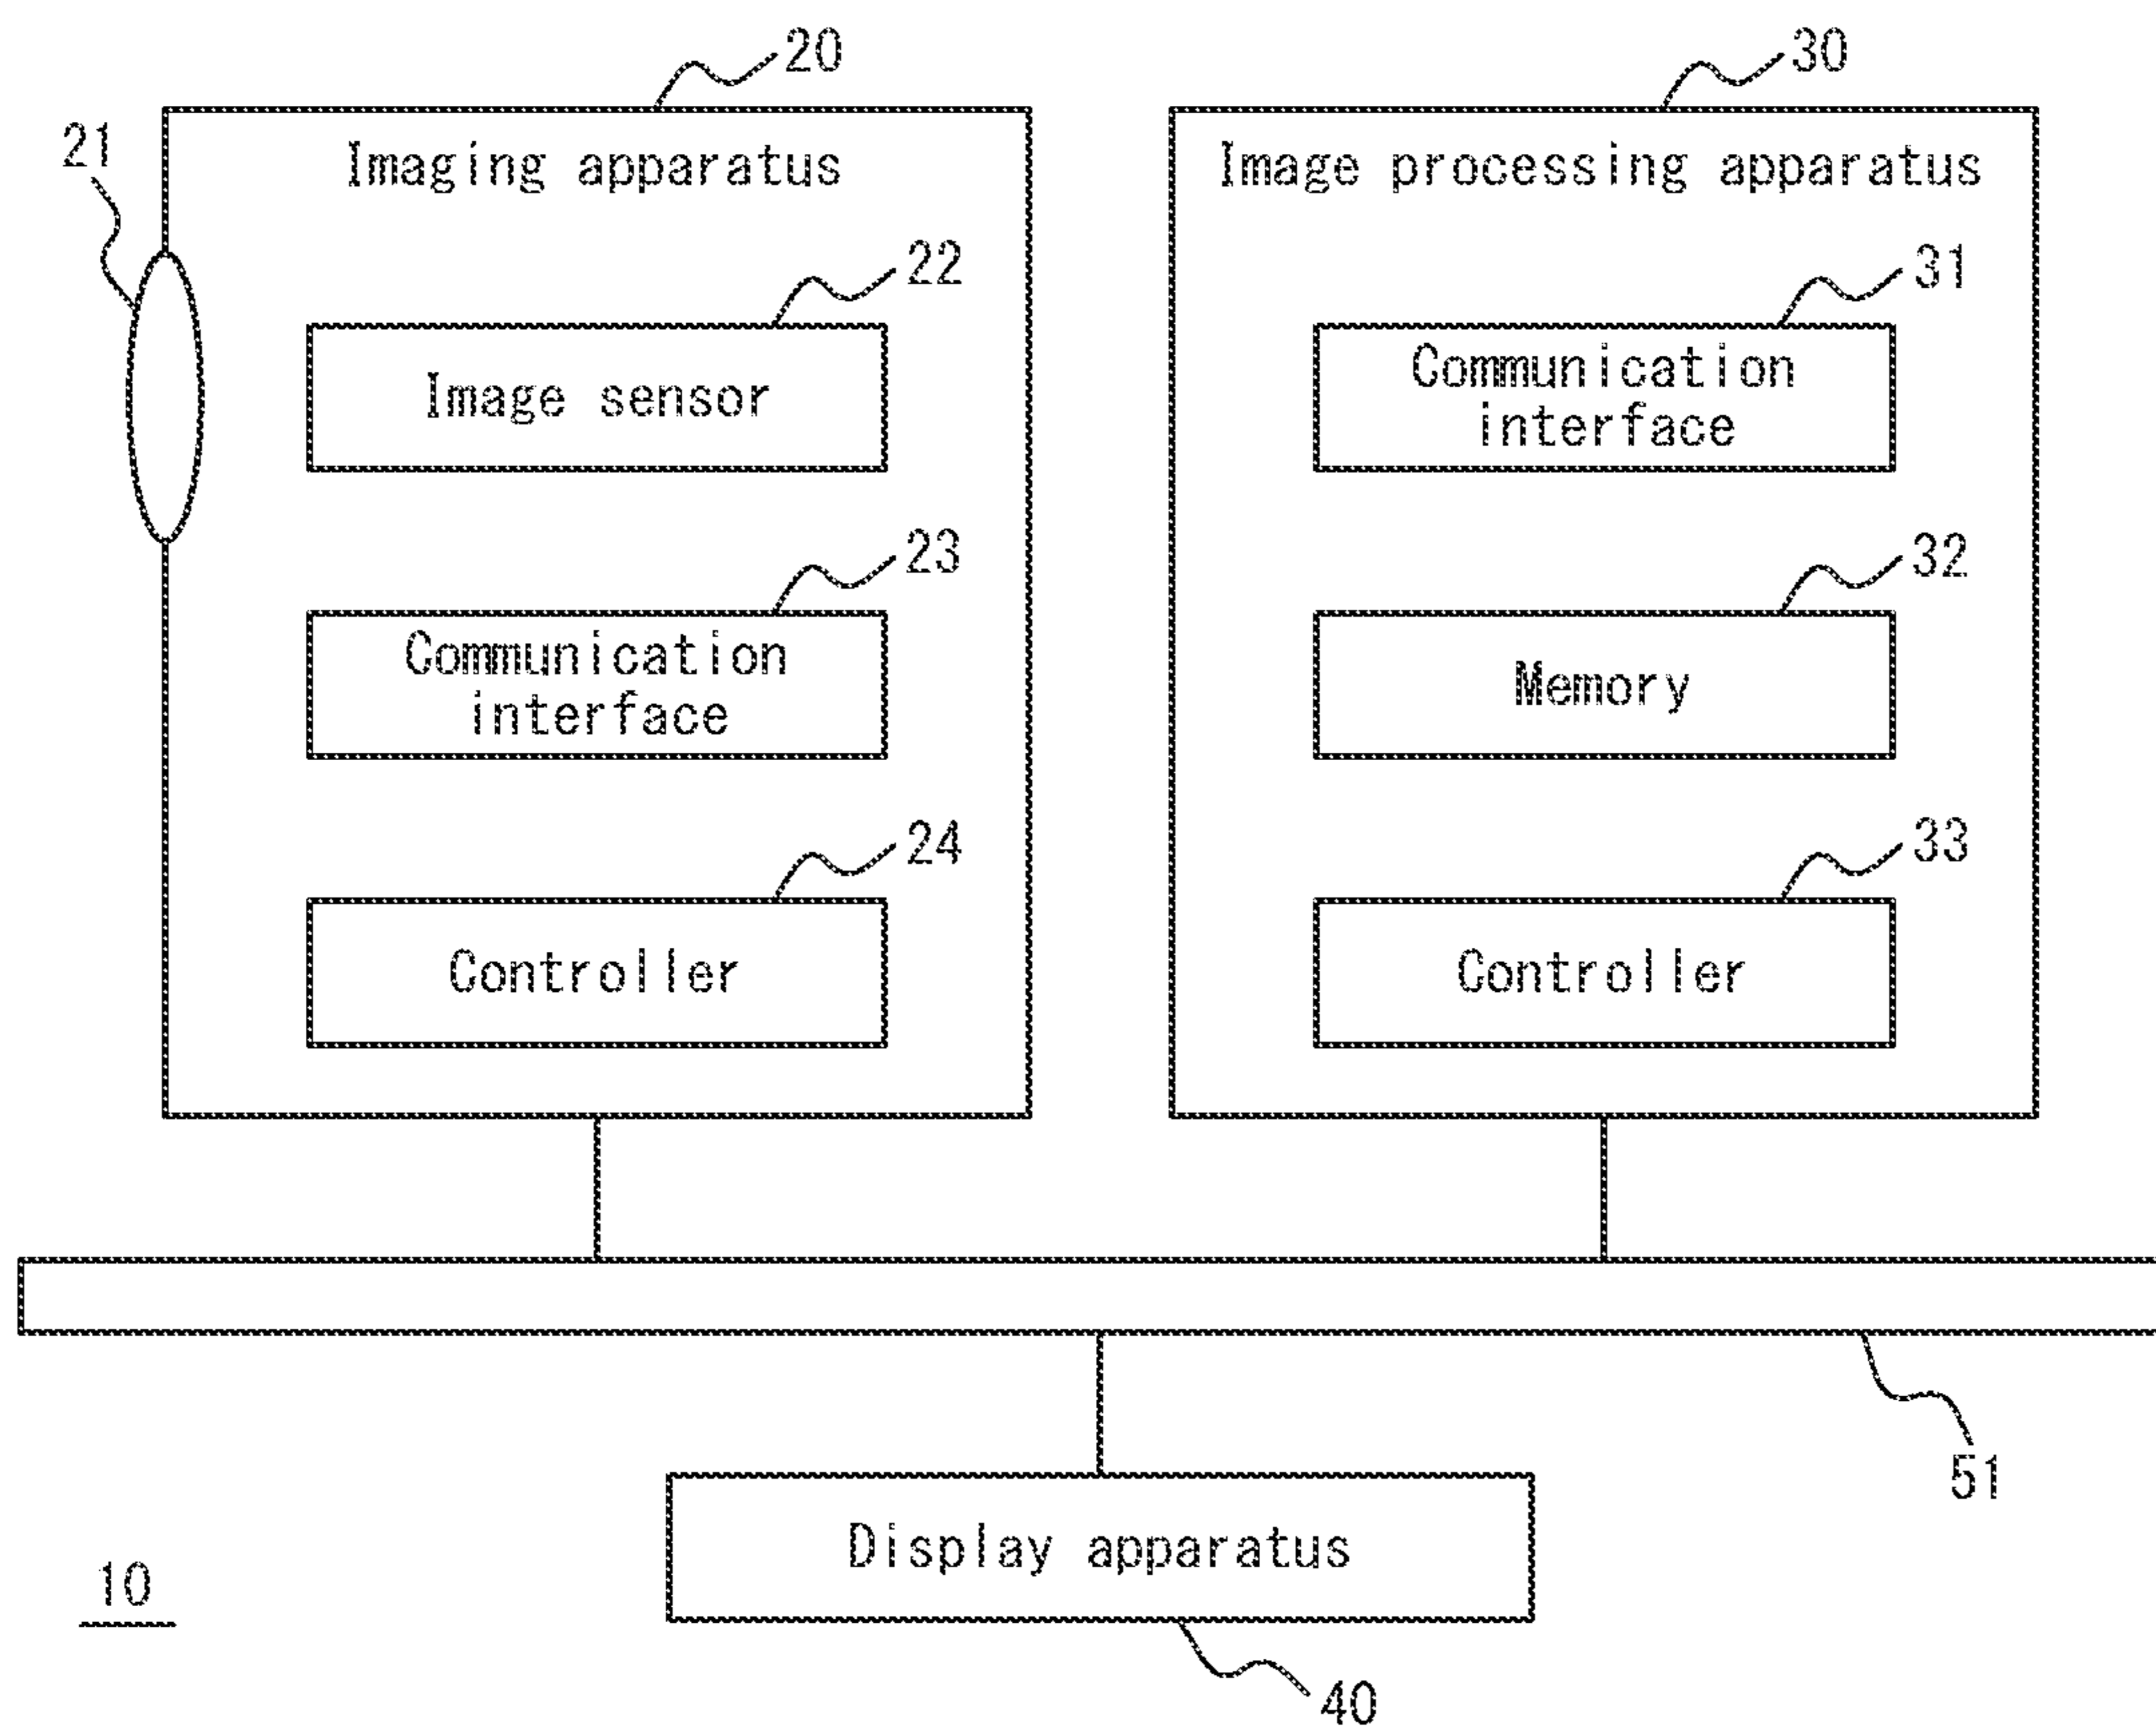 20
30
21
Imaging apparatus
Image processing apparatus
22
31
Image sensor
Communication
interface
23
32
Communication
interface
Memory
24
33
Controller
Controller
51
Display apparatus
10
40